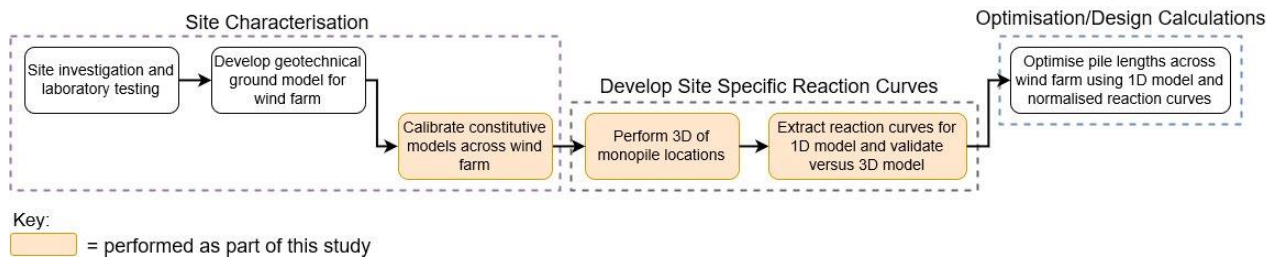 Site Characterisation
Site investigation and
laboratory testing
Develop geotechnical
ground model for
wind farm
Calibrate constitutive
models across wind
farm
Develop Site Specific Reaction Curves
Perform 3D of
monopile locations
Extract reaction curves for
1D model and validate
versus 3D model
Optimisation/Design Calculations
Optimise pile lengths across
wind farm using 1D model and
normalised reaction curves
Key:
= performed as part of this study